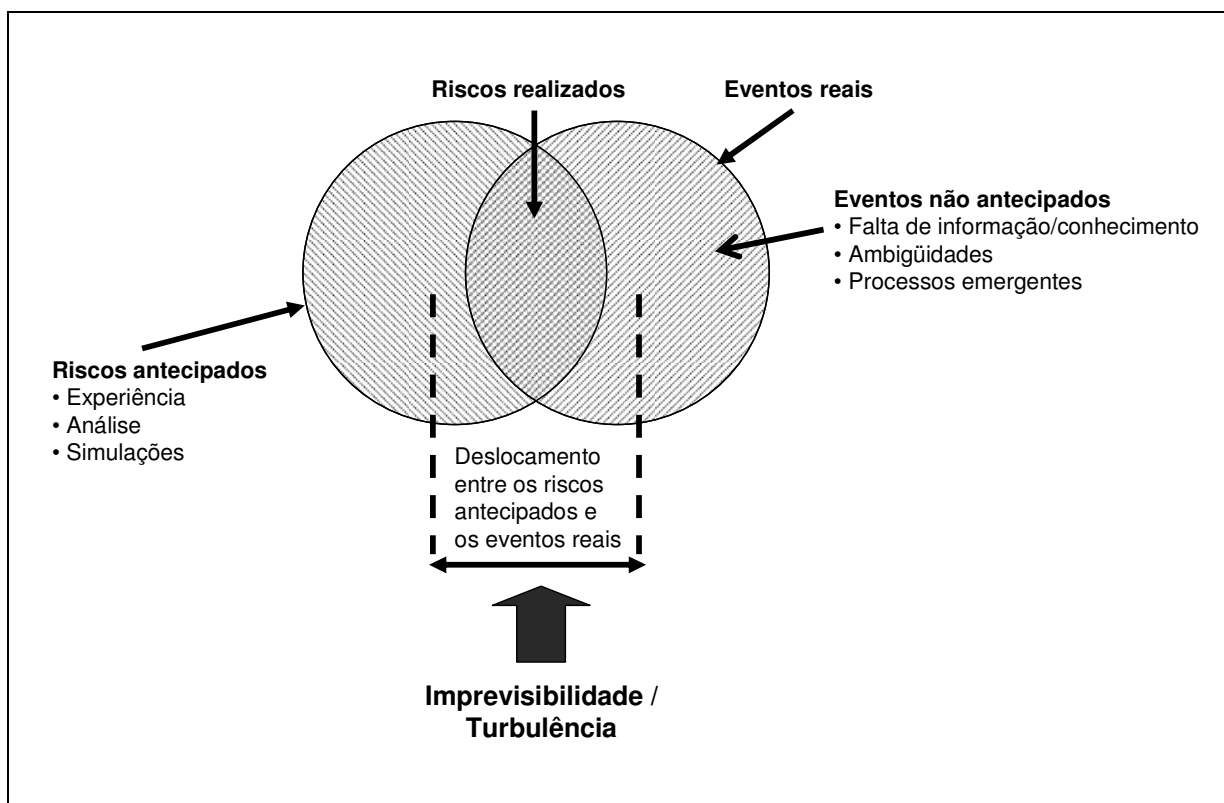 Riscos realizados
Eventos reais
Eventos não antecipados
• Falta de informação/conhecimento
• Ambigüidades
• Processos emergentes
Riscos antecipados
• Experiência
• Análise
• Simulações
Deslocamento
entre os riscos
antecipados e
os eventos reais
Imprevisibilidade /
Turbulência